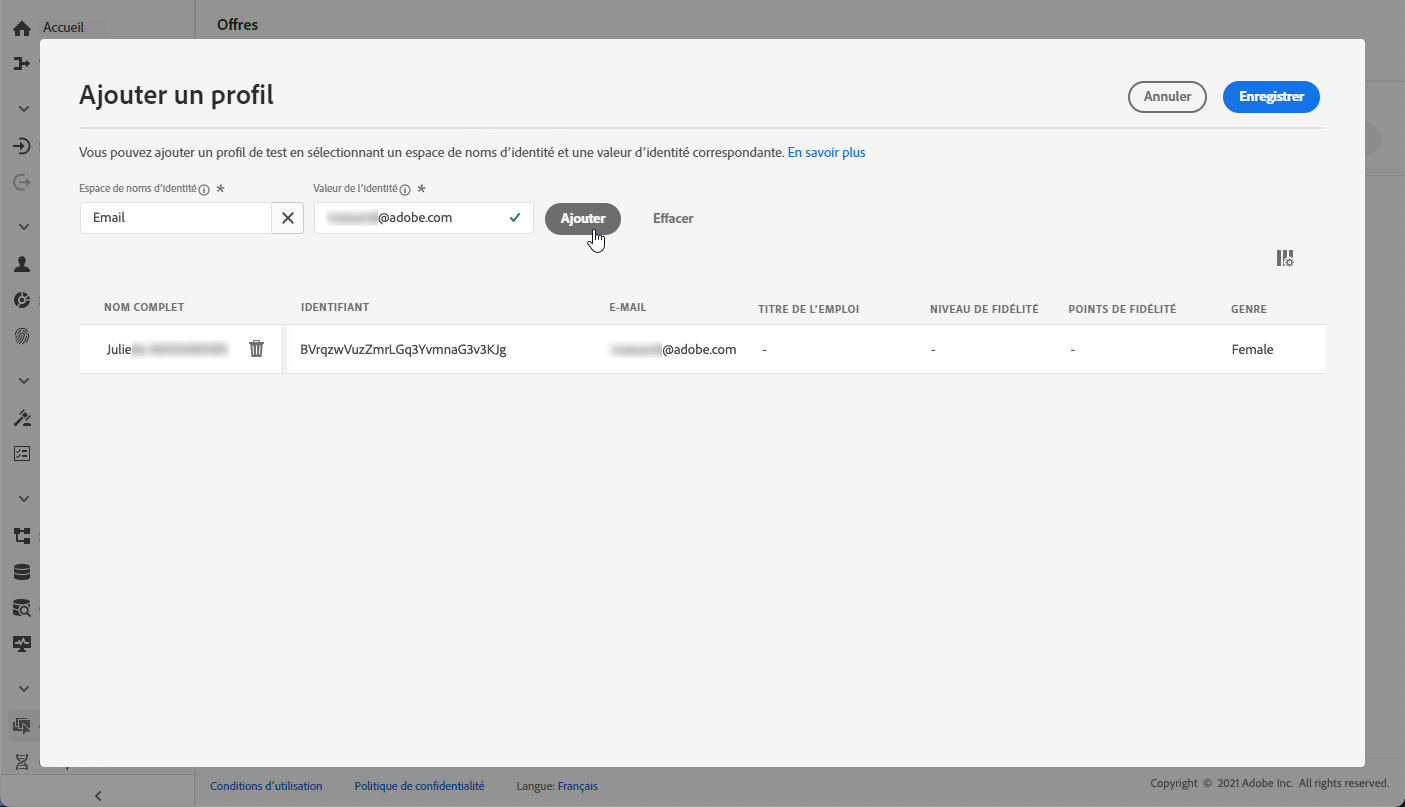 Accueil
Offres
Ajouter un profil
Annuler
Enregistrer
Vous pouvez ajouter un profil de test en sélectionnant un espace de noms d'identité et une valeur d'identité correspondante. En savoir plus
Espace de noms d'identité *
Valeur de l'identité *
Email
@adobe.com
Ajouter
Effacer
NOM COMPLET
IDENTIFIANT
E-MAIL
TITRE DE L'EMPLOI
NIVEAU DE FIDÉLITÉ
POINTS DE FIDÉLITÉ
GENRE
Julie
BVrqzwVuzZmrLGq3YvmnaG3v3KJg
@adobe.com
-
-
-
Female
Conditions d'utilisation
Politique de confidentialité
Langue: Français
Copyright © 2021 Adobe Inc. All rights reserved.